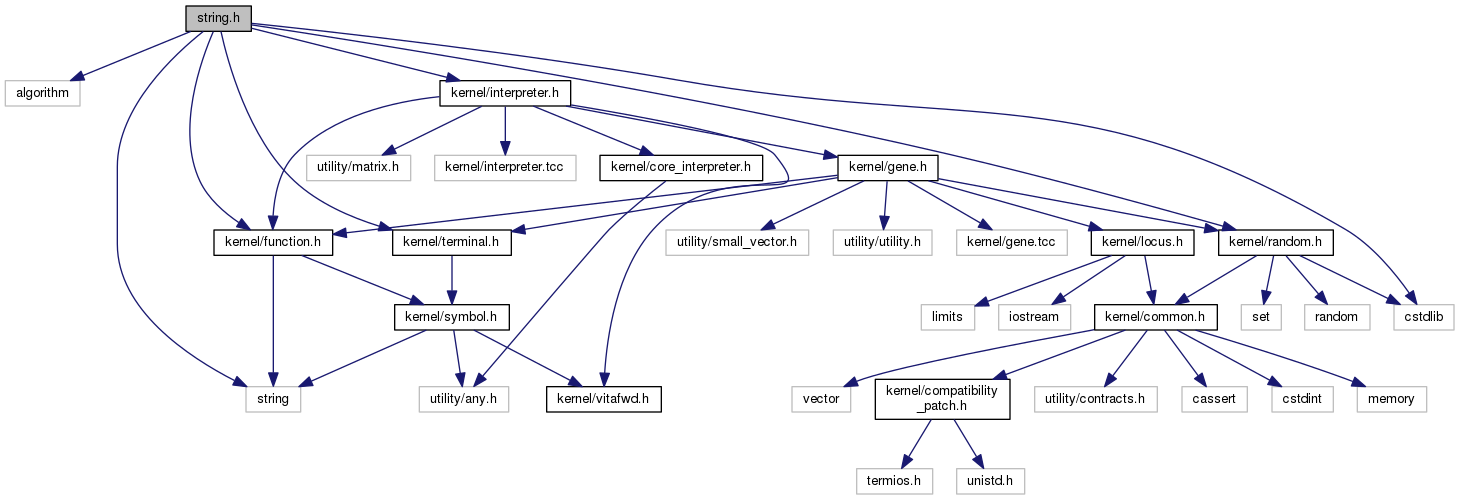 string.h
algorithm
kernel/interpreter.h
utility/matrix.h
kernel/interpreter.tcc
kernel/core_interpreter.h
kernel/gene.h
kernel/function.h
kernel/terminal.h
utility/small_vector.h
utility/utility.h
kernel/gene.tcc
kernel/locus.h
kernel/random.h
kernel/symbol.h
limits
iostream
kernel/common.h
set
random
cstdlib
string
utility/any.h
kernel/vitafwd.h
vector
kernel/compatibility
_patch.h
utility/contracts.h
cassert
cstdint
memory
termios.h
unistd.h